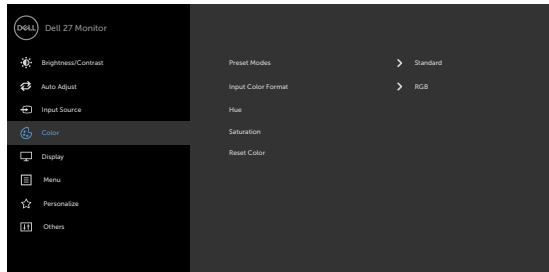 DELL Dell 27 Monitor
Brightness/Contrast
Preset Modes Standard
Auto Adjust
Input Color Format RGB
Input Source
Hue
Color
Saturation
Display
Reset Color
Menu
Personalize
Others